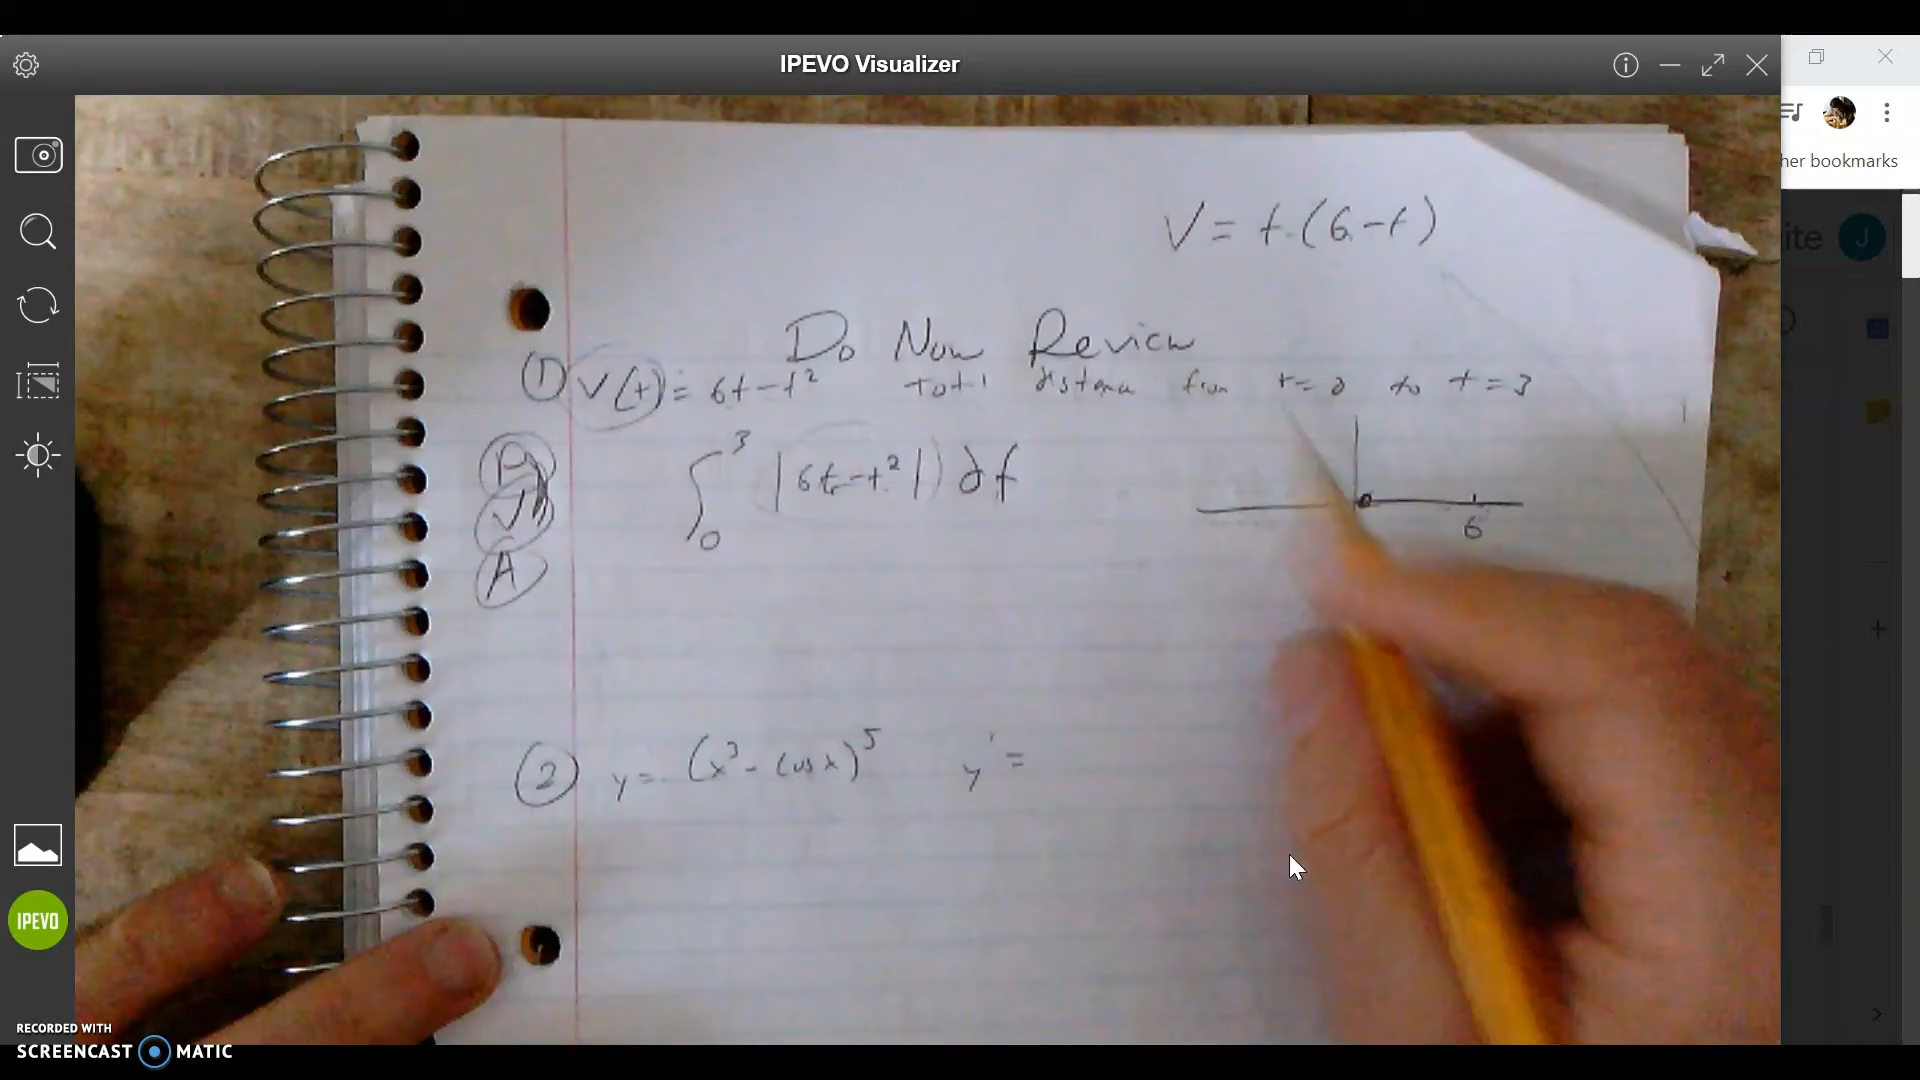 IPEVO Visualizer
her bookmarks
ite J
V = t(6-t)
Do Now Review
① V(t) = 6t-t² total distance from t=0 to t=3
P
V
A
∫₀³ |6t-t²| dt
6
② y = (x³ - cos x)⁵ y' =
IPEVO
RECORDED WITH
SCREENCAST MATIC